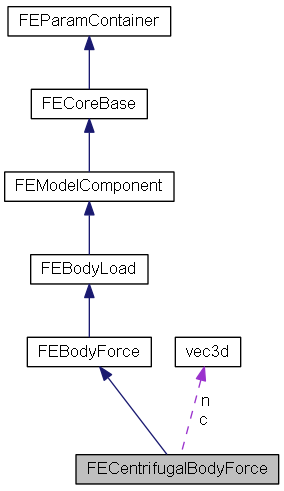 FEParamContainer
FECoreBase
FEModelComponent
FEBodyLoad
FEBodyForce
vec3d
n
c
FECentrifugalBodyForce